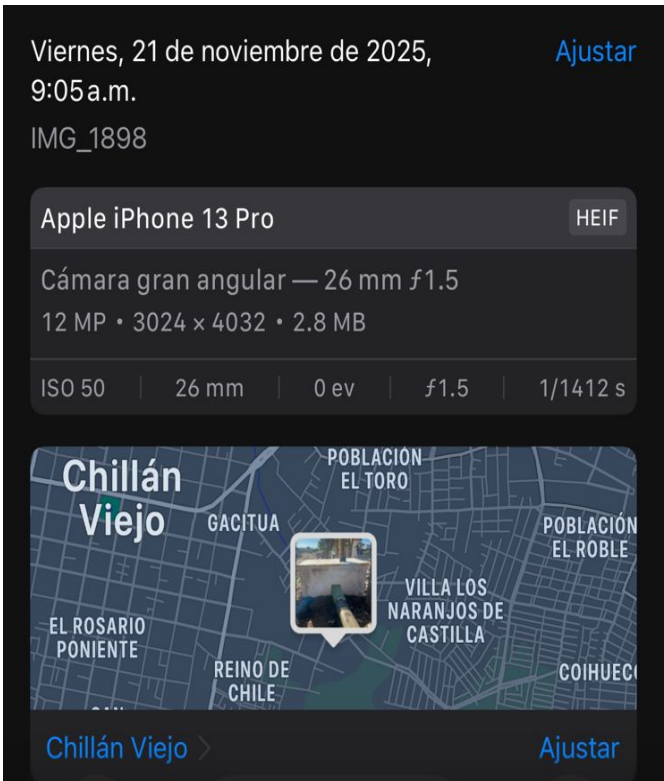 Viernes, 21 de noviembre de 2025,
9:05 a.m.
Ajustar
IMG_1898
Apple iPhone 13 Pro
HEIF
Cámara gran angular — 26 mm ƒ1.5
12 MP • 3024 × 4032 • 2.8 MB
ISO 50
26 mm
0 ev
ƒ1.5
1/1412 s
Chillán
Viejo
POBLACIÓN
EL TORO
GACITUA
POBLACIÓN
EL ROBLE
VILLA LOS
NARANJOS DE
CASTILLA
EL ROSARIO
PONIENTE
REINO DE
CHILE
COIHUEC
Chillán Viejo
Ajustar